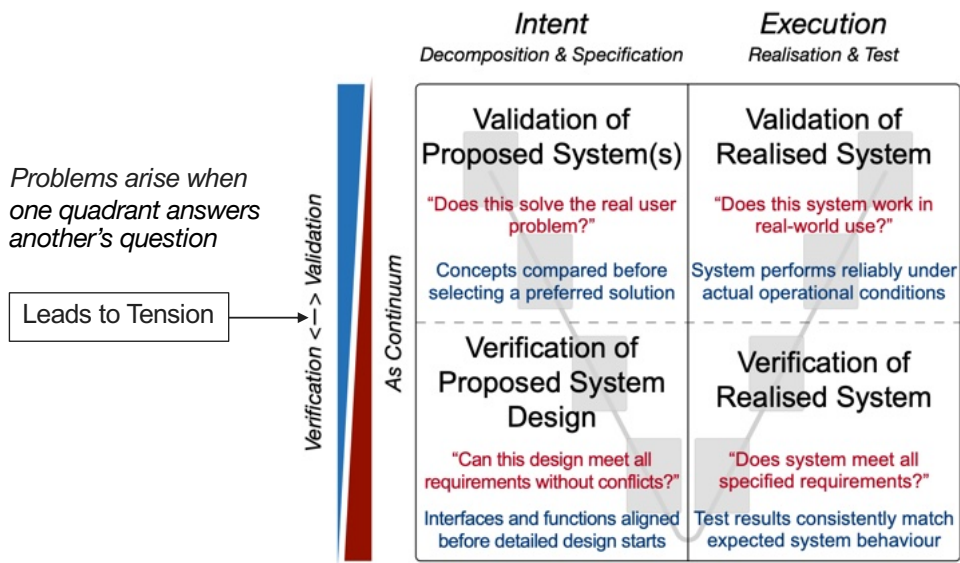 Intent
Decomposition & Specification
Execution
Realisation & Test
Problems arise when
one quadrant answers
another's question
Leads to Tension
Verification <—> Validation
As Continuum
Validation of
Proposed System(s)
“Does this solve the real user
problem?”
Concepts compared before
selecting a preferred solution
Validation of
Realised System
“Does this system work in
real-world use?”
System performs reliably under
actual operational conditions
Verification of
Proposed System
Design
“Can this design meet all
requirements without conflicts?”
Interfaces and functions aligned
before detailed design starts
Verification of
Realised System
“Does system meet all
specified requirements?”
Test results consistently match
expected system behaviour